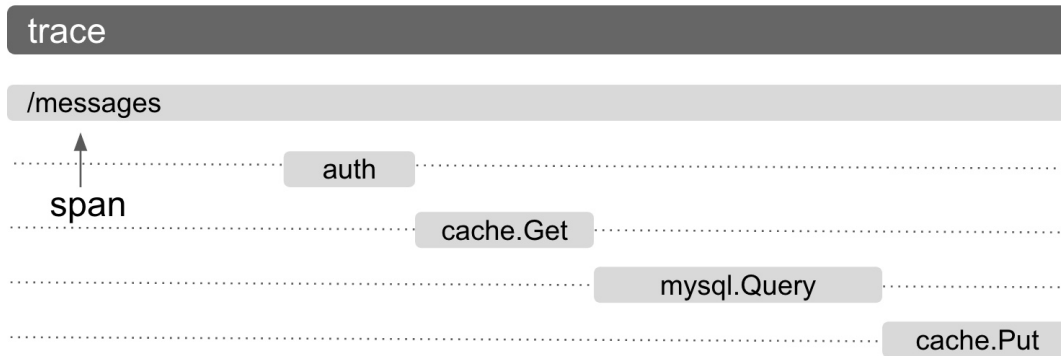 trace
/messages
auth
span
cache.Get
mysql.Query
cache.Put